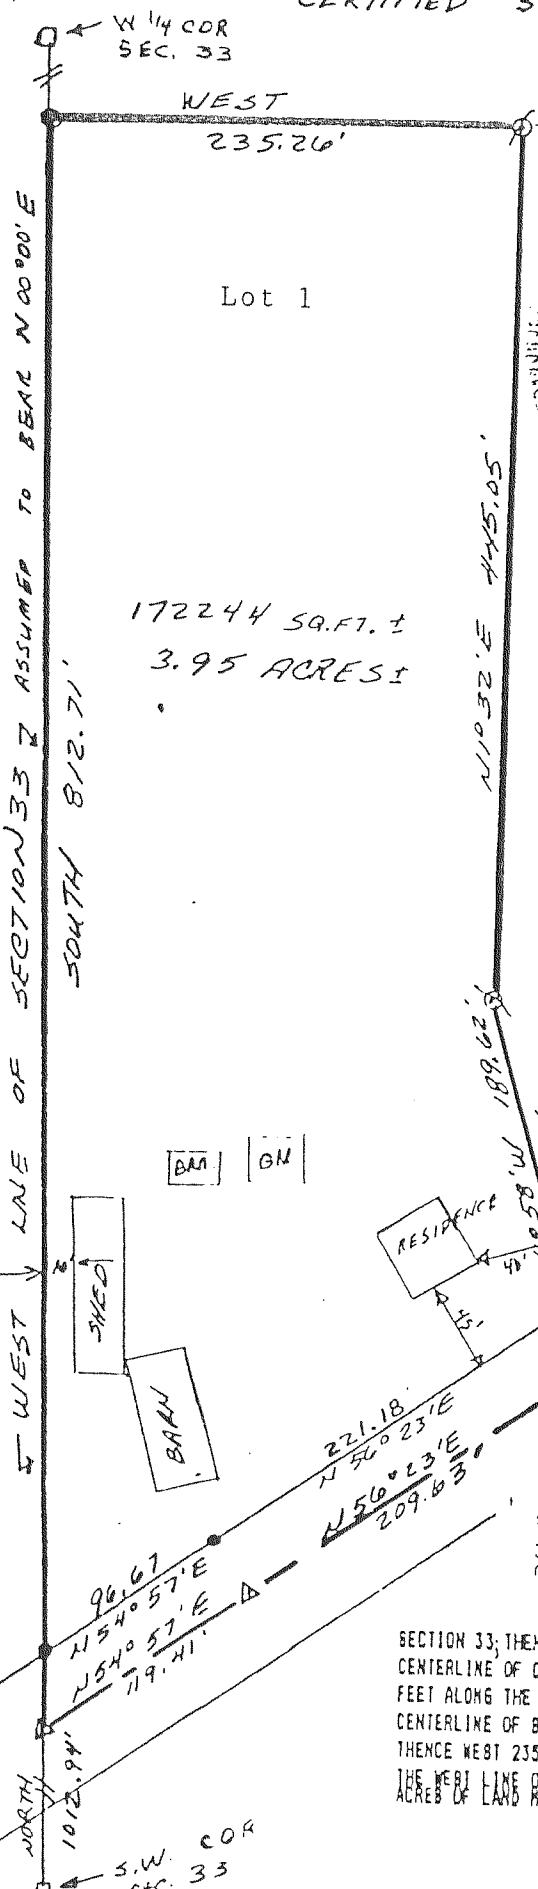 CERTIFIED S
W 1/4 COR
SEC. 33
WEST
235.26'
Lot 1
WEST LINE OF SECTION 33 ASSUMED TO BEAR N 00°00' E
SOUTH 812.71'
N1°32'E 445.05'
172244 SQ.FT. ±
3.95 ACRES ±
189.62'
58'W
GM
RESIDENCE
40'
45'
SHED
BARN
221.18
N 56°23'E
N 56°23'E
209.63'
96.67
N 54°57'E
N 54°57'E
119.41'
NORTH
1012.94'
S.W. COR
SEC. 33
SECTION 33; THEN
CENTERLINE OF
FEET ALONG THE
CENTERLINE OF
THENCE WEST 235
THE WEST LINE
ACRES OF LAND